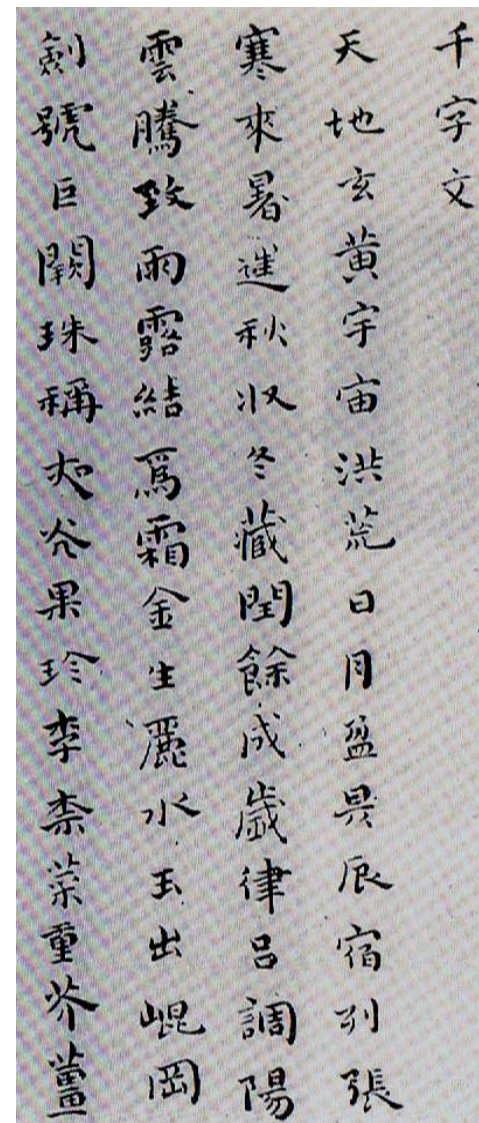 千字文
天地玄黃宇宙洪荒日月盈昃辰宿列張
寒來暑進秋収冬藏閏餘成歲律呂調陽
雲騰致雨露結爲霜金生麗水玉出崐岡
劍號巨闕珠稱夜光果珍李柰菜重芥薑